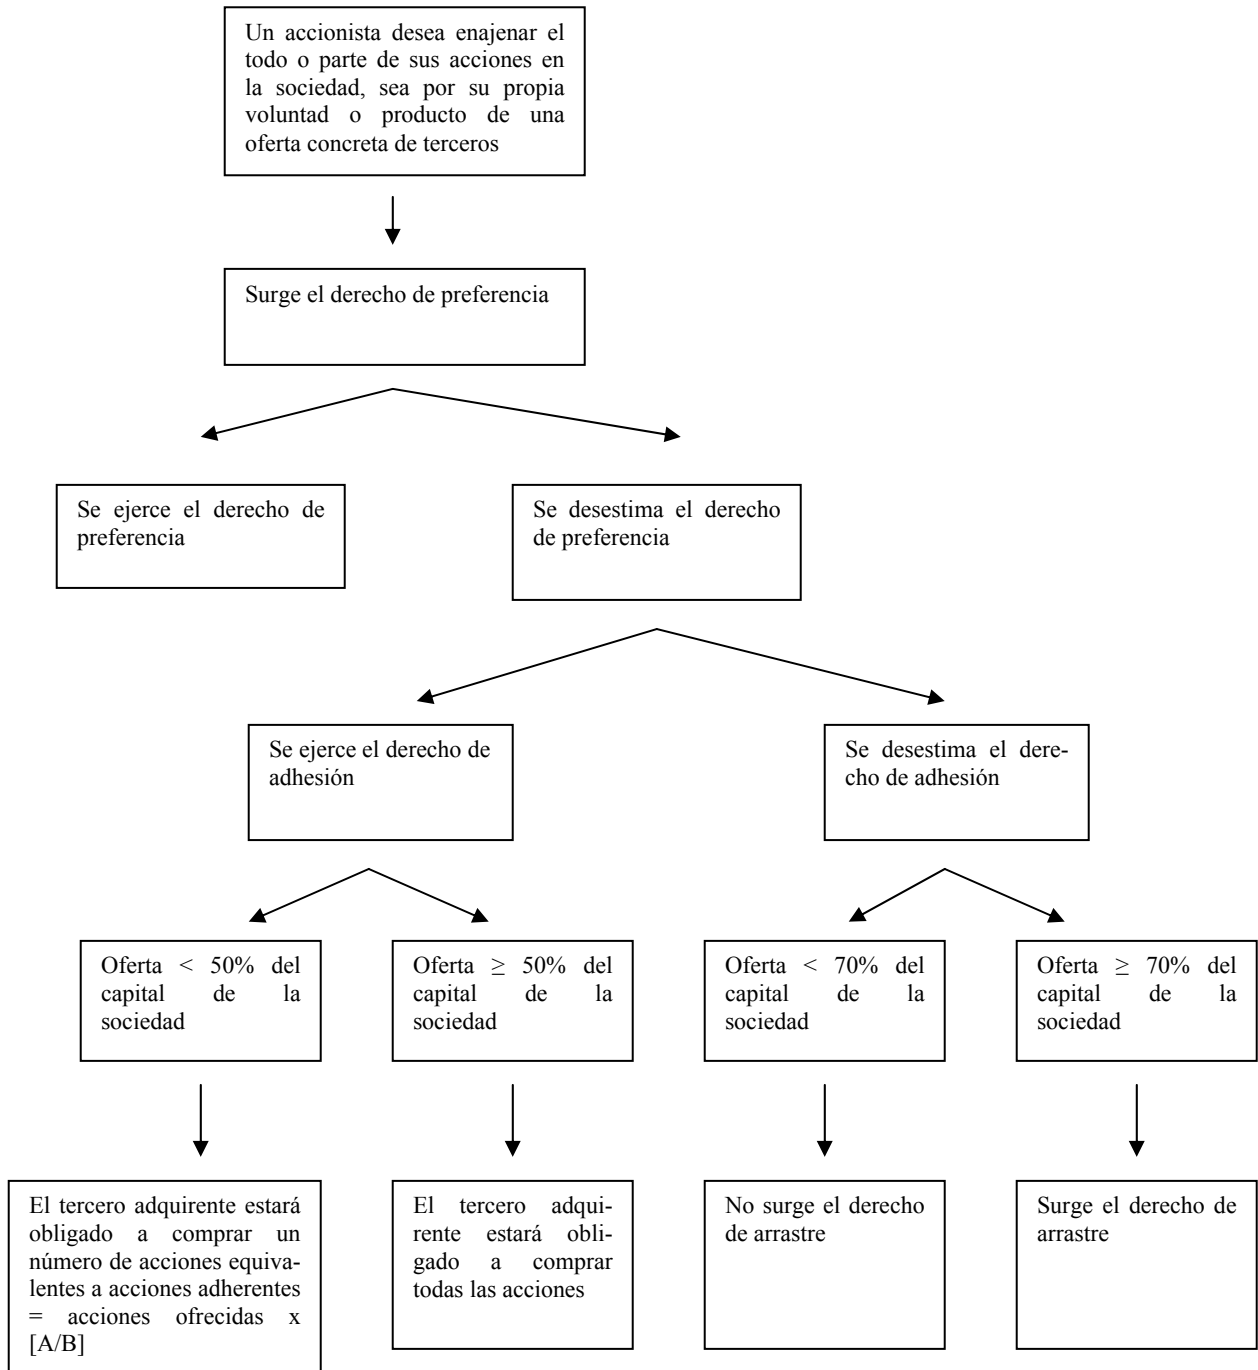 Un accionista desea enajenar el
todo o parte de sus acciones en
la sociedad, sea por su propia
voluntad o producto de una
oferta concreta de terceros
Surge el derecho de preferencia
Se ejerce el derecho de
preferencia
Se desestima el derecho
de preferencia
Se ejerce el derecho de
adhesión
Se desestima el dere-
cho de adhesión
Oferta < 50% del
capital de la
sociedad
Oferta ≥ 50% del
capital de la
sociedad
Oferta < 70% del
capital de la
sociedad
Oferta ≥ 70% del
capital de la
sociedad
El tercero adquirente estará
obligado a comprar un
número de acciones equiva-
lentes a acciones adherentes
= acciones ofrecidas x
[A/B]
El tercero adqui-
rente estará obli-
gado a comprar
todas las acciones
No surge el derecho
de arrastre
Surge el derecho de
arrastre